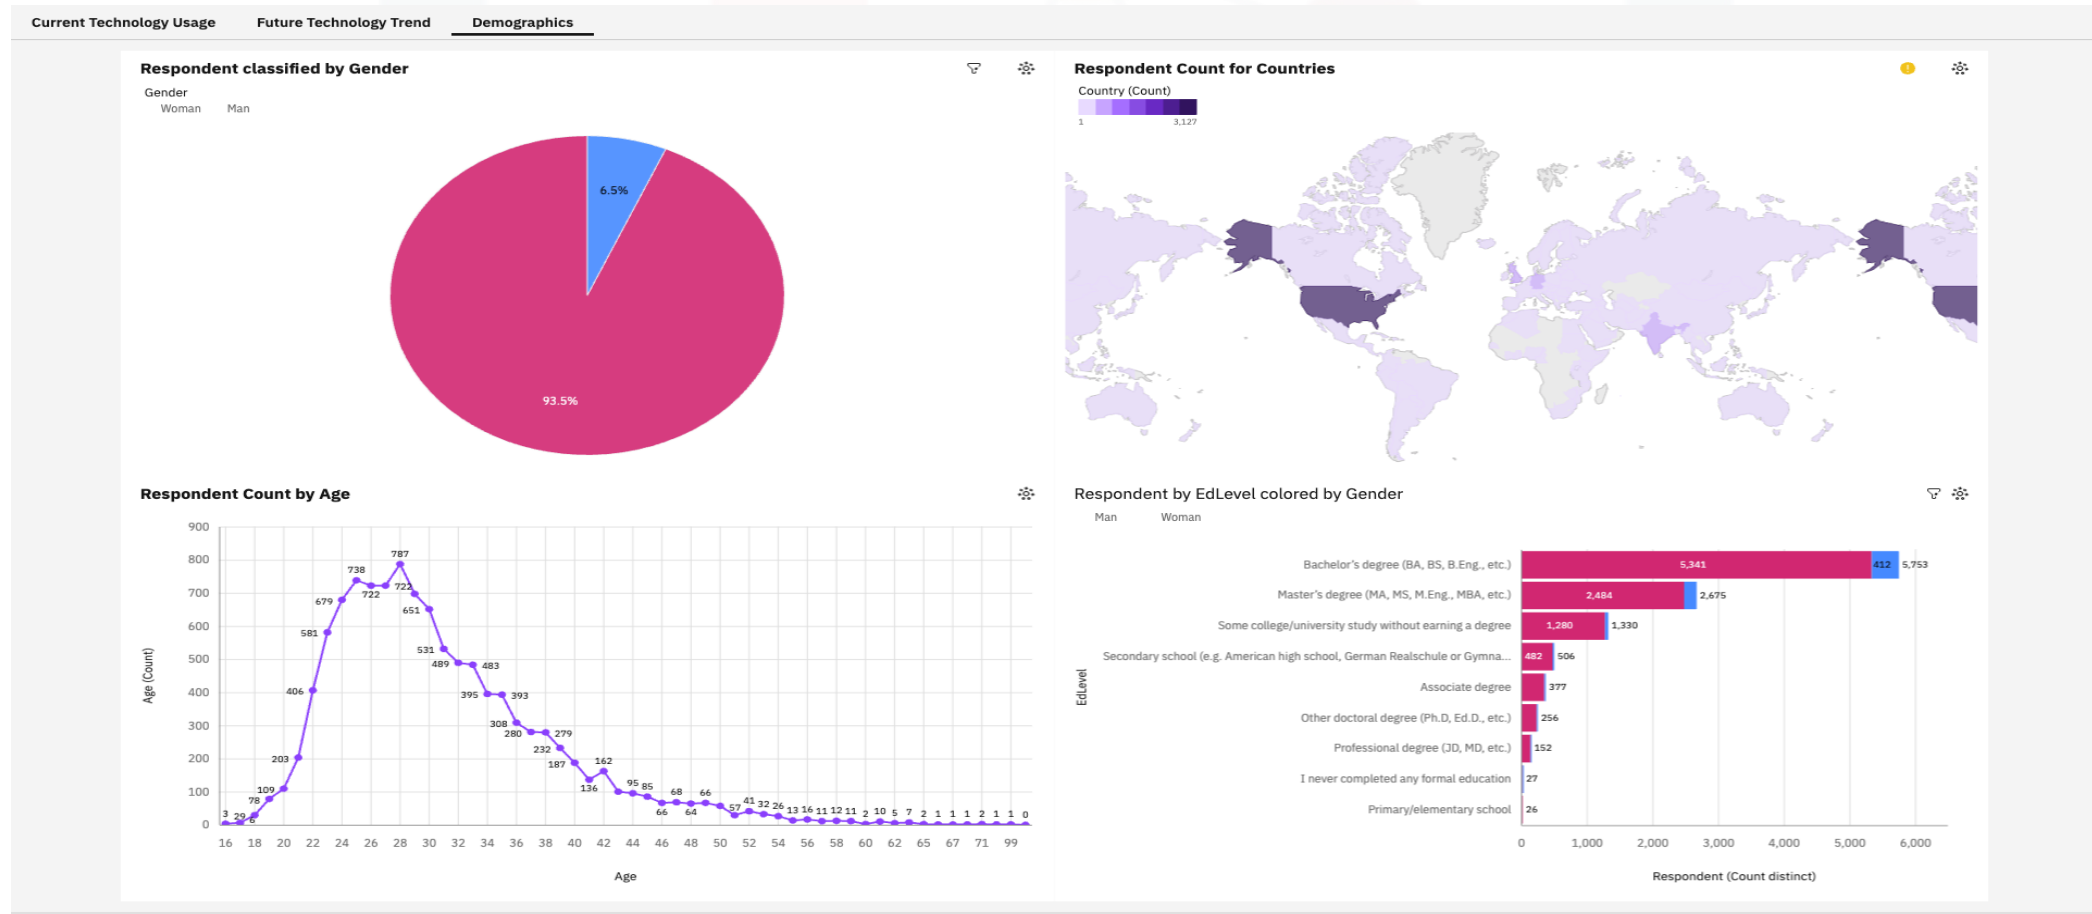 Current Technology Usage Future Technology Trend Demographics
Respondent classified by Gender
Gender
Woman Man
6.5%
93.5%
Respondent Count for Countries
Country (Count)
1 3,127
Respondent Count by Age
Age (Count)
900
800
700
600
500
400
300
200
100
0
3 29 6 78 109 203 406 581 679 738 722 787 722 651 531 489 483 395 393 308 280 279 232 187 136 162 95 85 66 68 64 66 57 41 32 26 13 16 11 12 11 2 10 5 7 2 1 1 1 2 1 1 0
16 18 20 22 24 26 28 30 32 34 36 38 40 42 44 46 48 50 52 54 56 58 60 62 65 67 71 99
Age
Respondent by EdLevel colored by Gender
Man Woman
EdLevel
Bachelor's degree (BA, BS, B.Eng., etc.) 5,341 412 5,753
Master's degree (MA, MS, M.Eng., MBA, etc.) 2,484 2,675
Some college/university study without earning a degree 1,280 1,330
Secondary school (e.g. American high school, German Realschule or Gymna... 482 506
Associate degree 377
Other doctoral degree (Ph.D, Ed.D., etc.) 256
Professional degree (JD, MD, etc.) 152
I never completed any formal education 27
Primary/elementary school 26
0 1,000 2,000 3,000 4,000 5,000 6,000
Respondent (Count distinct)